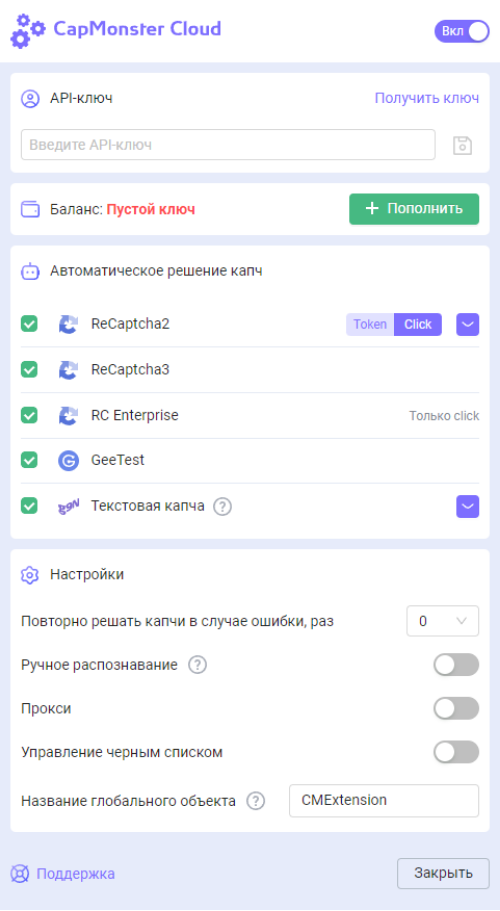 CapMonster Cloud
Вкл
API-ключ
Получить ключ
Введите API-ключ
Баланс: Пустой ключ
+ Пополнить
Автоматическое решение капч
ReCaptcha2
Token
Click
ReCaptcha3
RC Enterprise
Только click
GeeTest
Текстовая капча ?
Настройки
Повторно решать капчи в случае ошибки, раз
0
Ручное распознавание ?
Прокси
Управление черным списком
Название глобального объекта ?
CMExtension
Поддержка
Закрыть